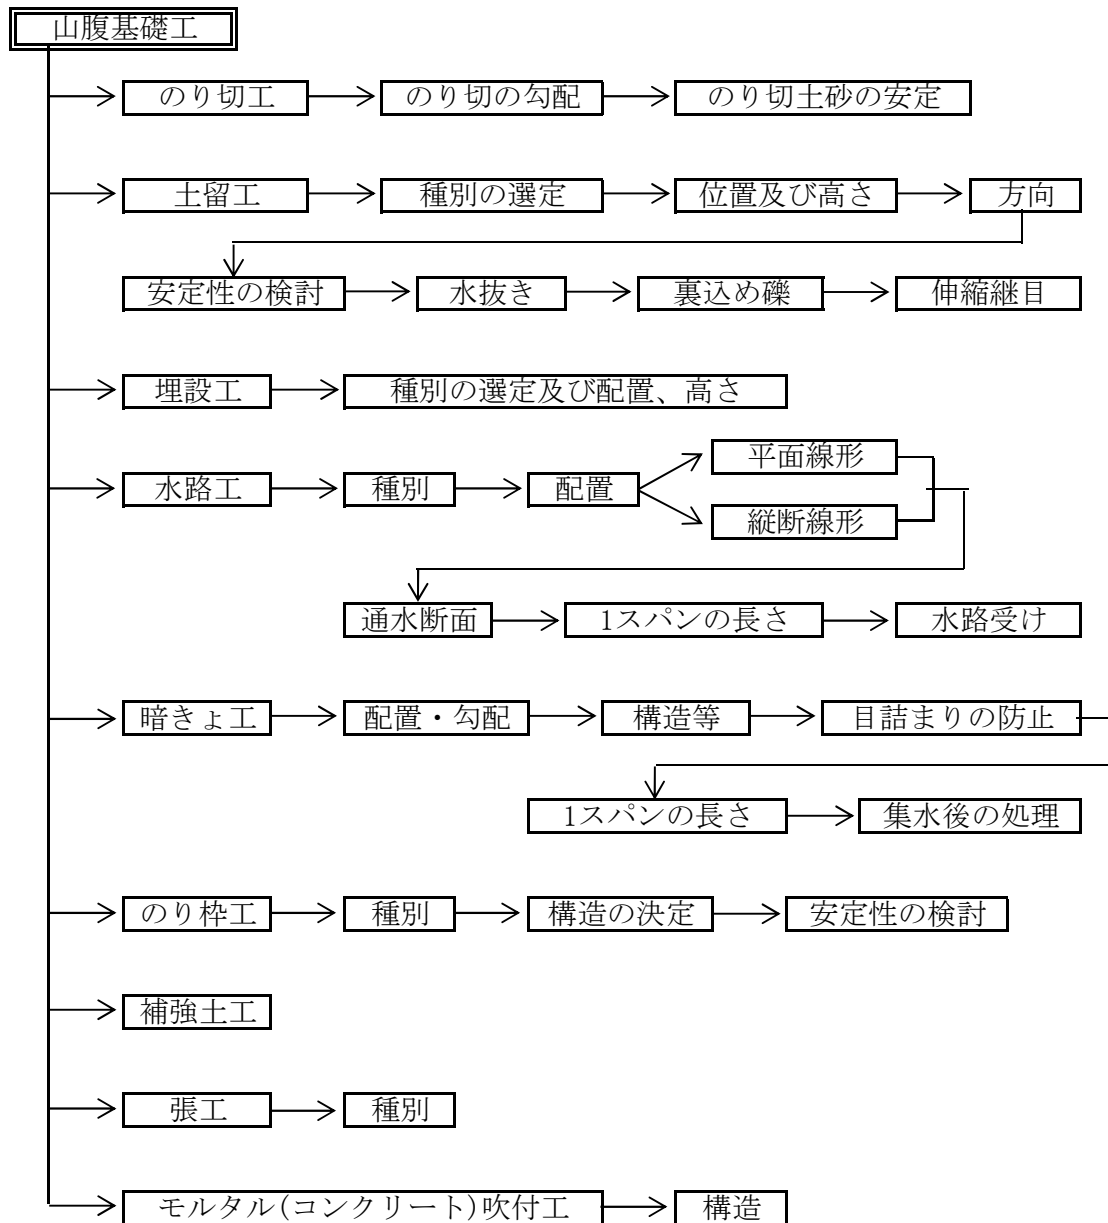 山腹基礎工
のり切工 のり切の勾配 のり切土砂の安定
土留工 種別の選定 位置及び高さ 方向
安定性の検討 水抜き 裏込め礫 伸縮継目
埋設工 種別の選定及び配置、高さ
平面線形
水路工 種別 配置
縦断線形
通水断面 1スパンの長さ 水路受け
暗きょ工 配置・勾配 構造等 目詰まりの防止
1スパンの長さ 集水後の処理
のり枠工 種別 構造の決定 安定性の検討
補強土工
張工 種別
モルタル(コンクリート)吹付工 構造